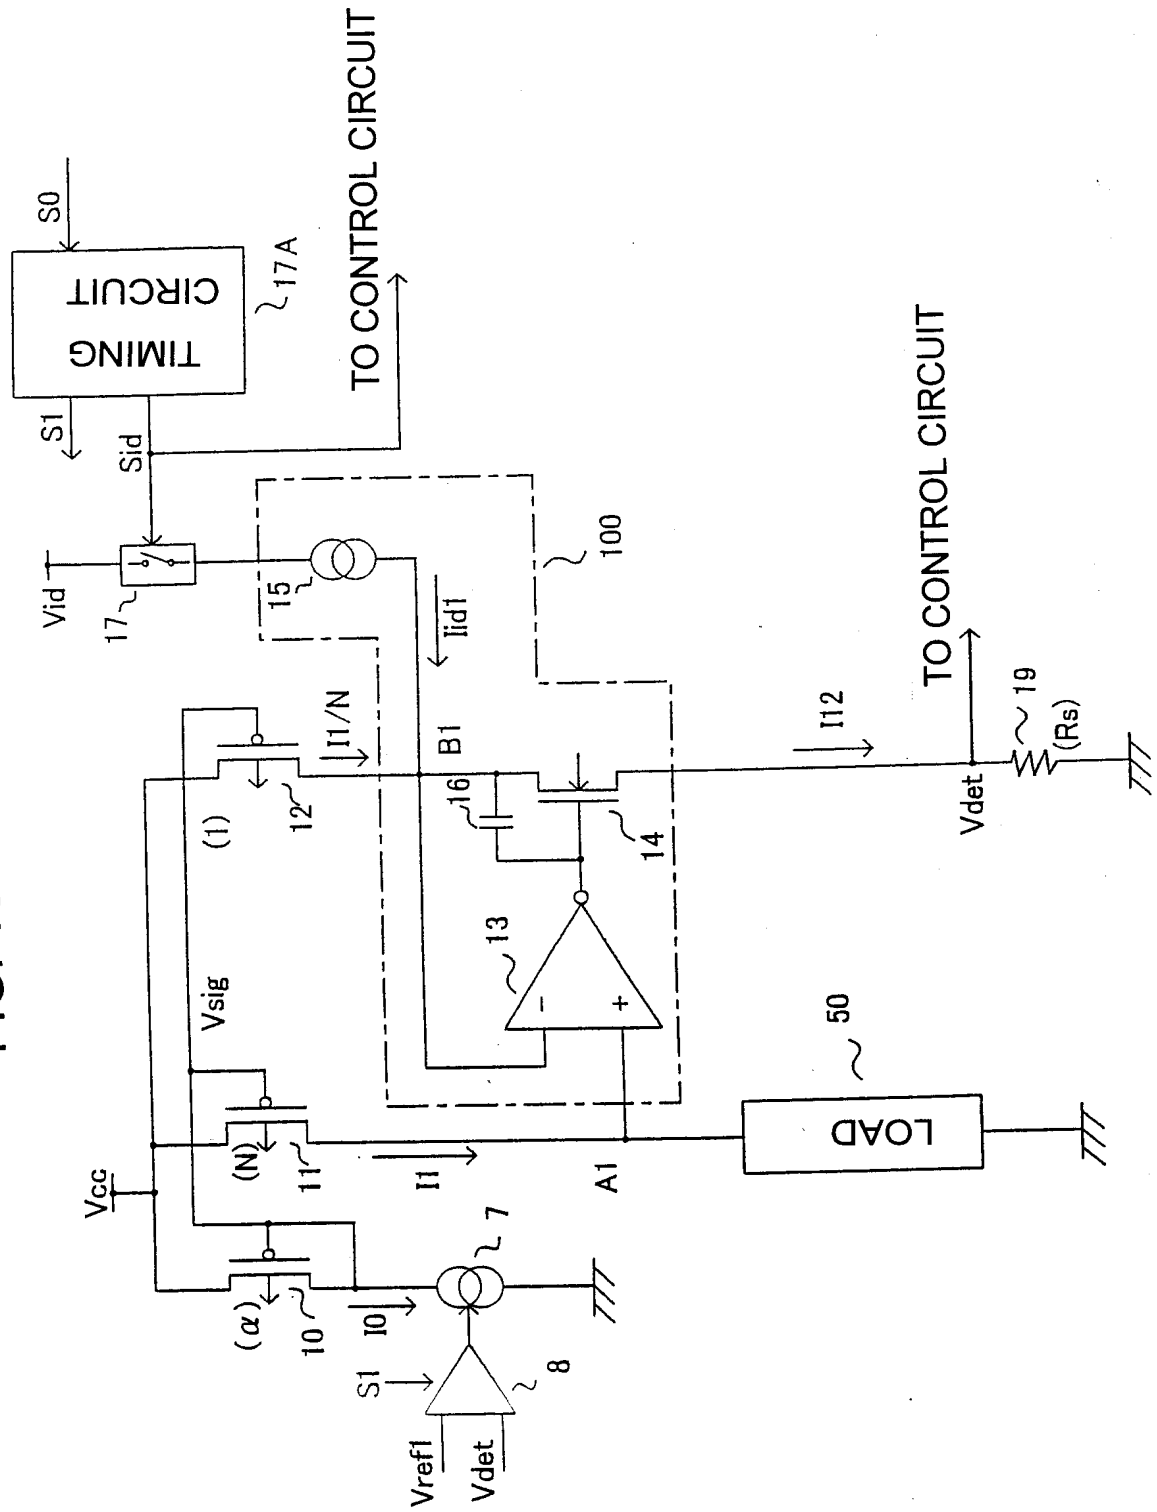 Vcc
Vid
S0
S1
TIMING
CIRCUIT
17A
Sid
17
TO CONTROL CIRCUIT
Vsig
(α)
10
I0
(N)
11
I1
(1)
12
I1/N
15
Iid1
100
B1
16
13
-
+
14
A1
S1
Vref1
Vdet
8
7
50
LOAD
I12
TO CONTROL CIRCUIT
Vdet
19
(Rs)